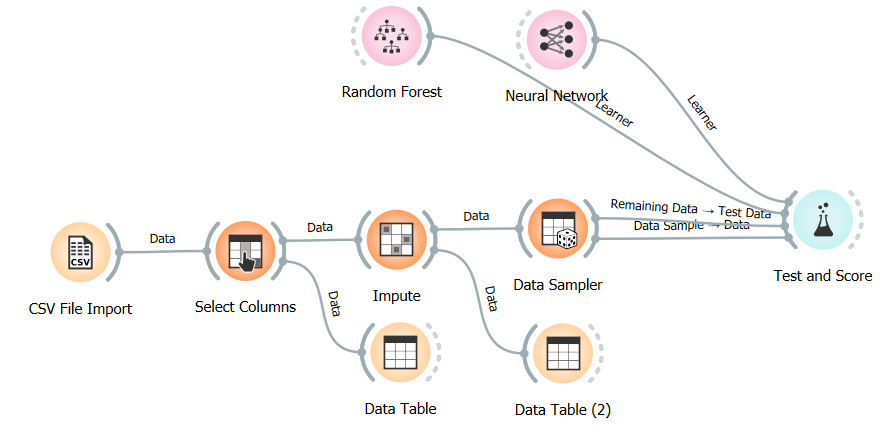 Random Forest
Neural Network
Learner
Learner
CSV
CSV File Import
Data
Select Columns
Data
Data
Impute
Data
Data
Data Sampler
Remaining Data → Test Data
Data Sample → Data
Test and Score
Data Table
Data Table (2)